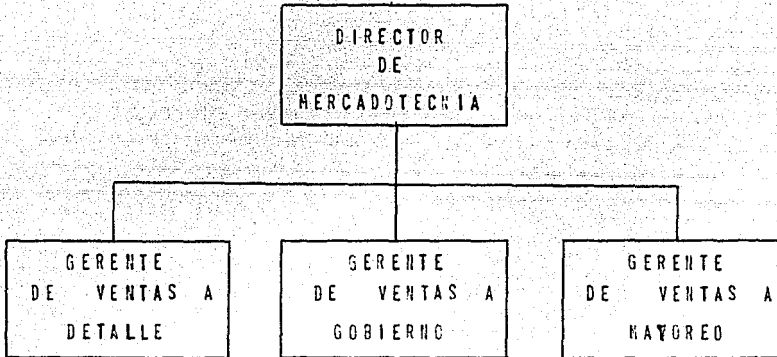 DIRECTOR
DE
MERCADOTECNIA
GERENTE
DE VENTAS A
DETALLE
GERENTE
DE VENTAS A
GOBIERNO
GERENTE
DE VENTAS A
MAYOREO